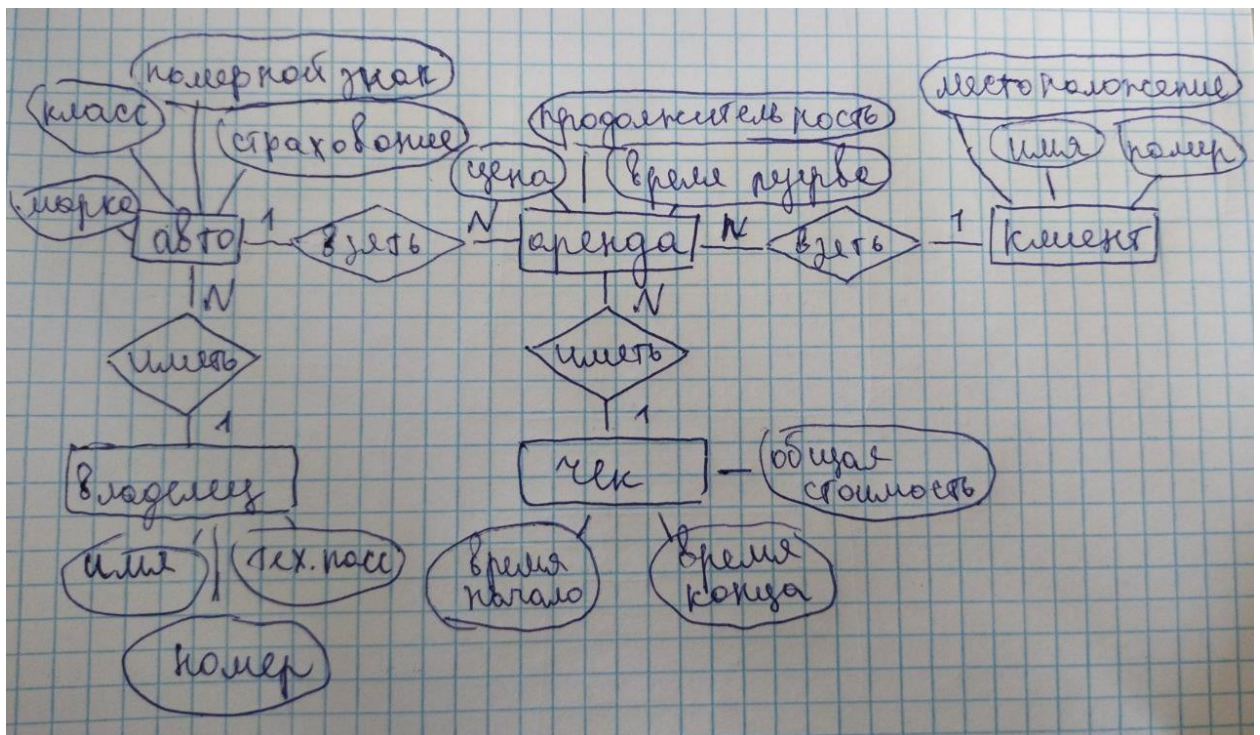 номерной знак
класс
страхование
марка
авто
1
взять
N
продолжительность
цена
время резерва
аренда
N
взять
1
местоположение
имя
номер
клиент
N
иметь
1
владелец
имя
тех. пасс
номер
N
иметь
1
чек
общая
стоимость
время
начало
время
конца